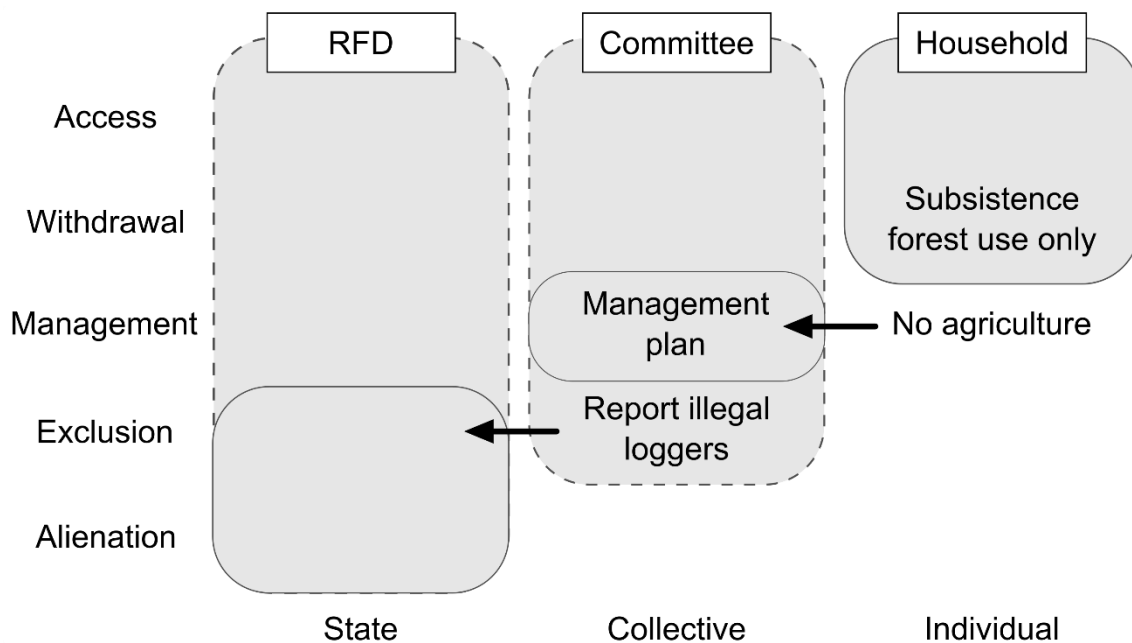 RFD
Committee
Household
Access
Withdrawal
Subsistence
forest use only
Management
Management
plan
No agriculture
Exclusion
Report illegal
loggers
Alienation
State
Collective
Individual